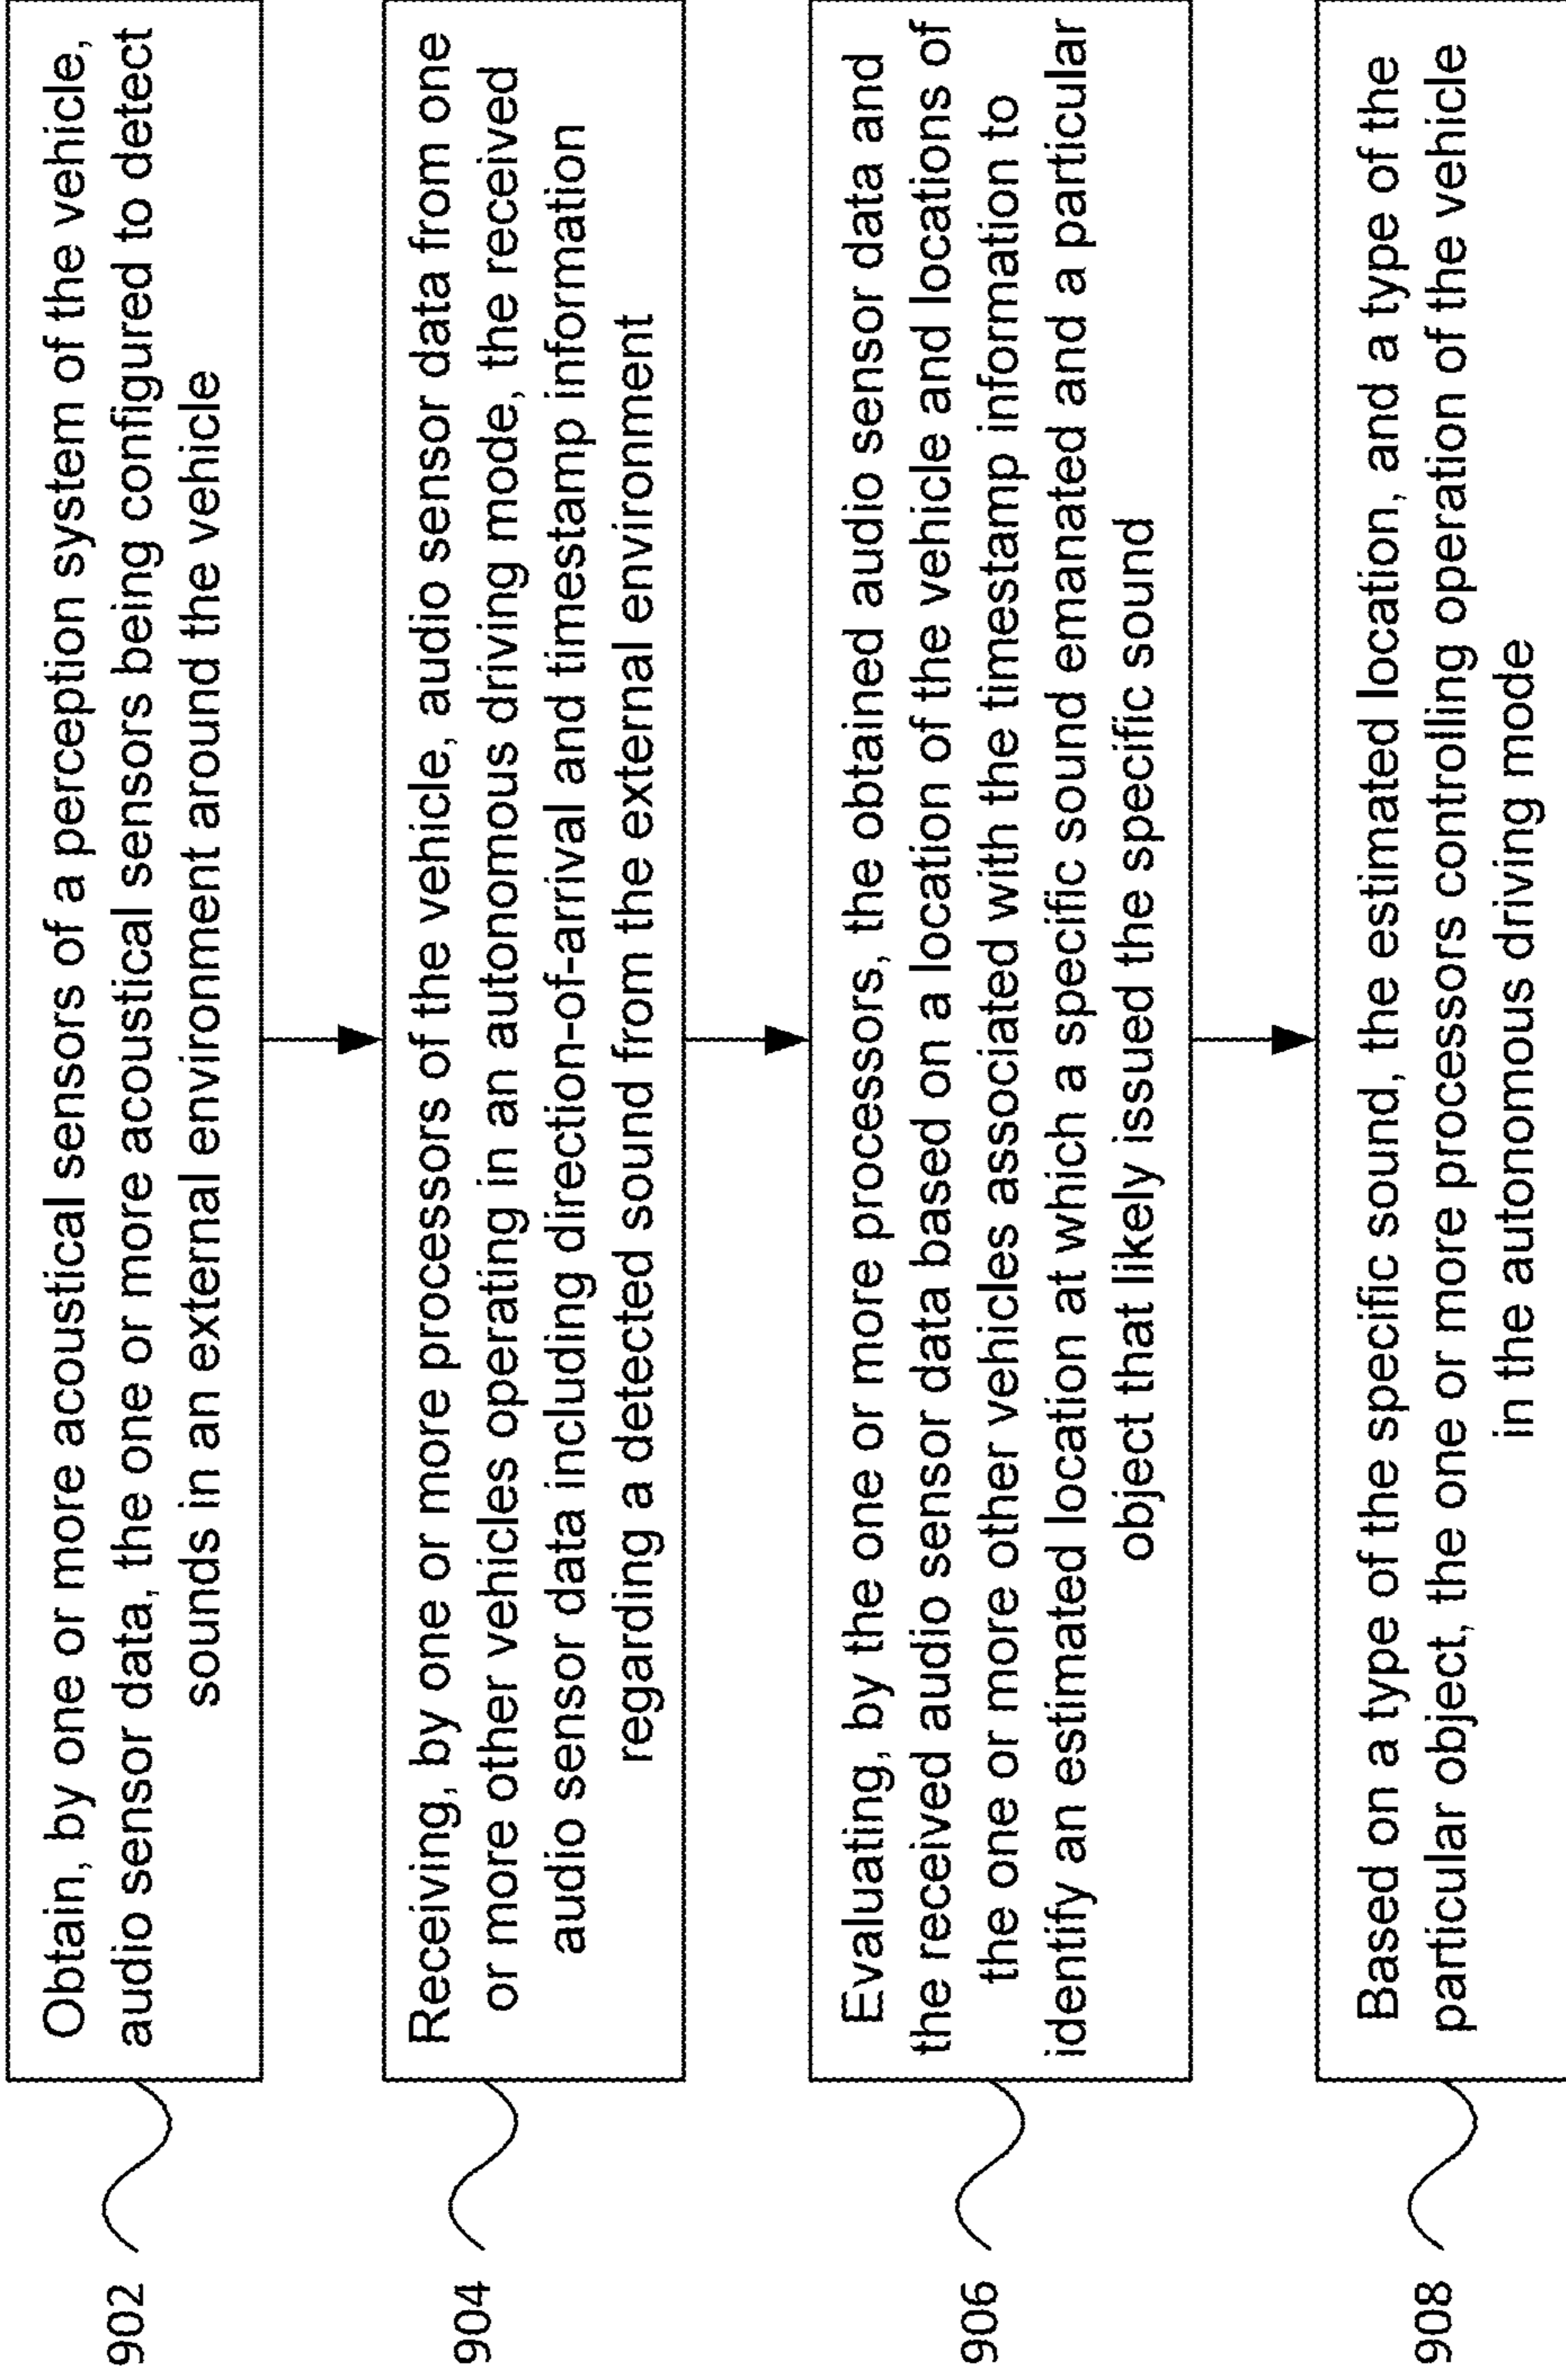 902
Obtain, by one or more acoustical sensors of a perception system of the vehicle,
audio sensor data, the one or more acoustical sensors being configured to detect
sounds in an external environment around the vehicle
904
Receiving, by one or more processors of the vehicle, audio sensor data from one
or more other vehicles operating in an autonomous driving mode, the received
audio sensor data including direction-of-arrival and timestamp information
regarding a detected sound from the external environment
906
Evaluating, by the one or more processors, the obtained audio sensor data and
the received audio sensor data based on a location of the vehicle and locations of
the one or more other vehicles associated with the timestamp information to
identify an estimated location at which a specific sound emanated and a particular
object that likely issued the specific sound
908
Based on a type of the specific sound, the estimated location, and a type of the
particular object, the one or more processors controlling operation of the vehicle
in the autonomous driving mode